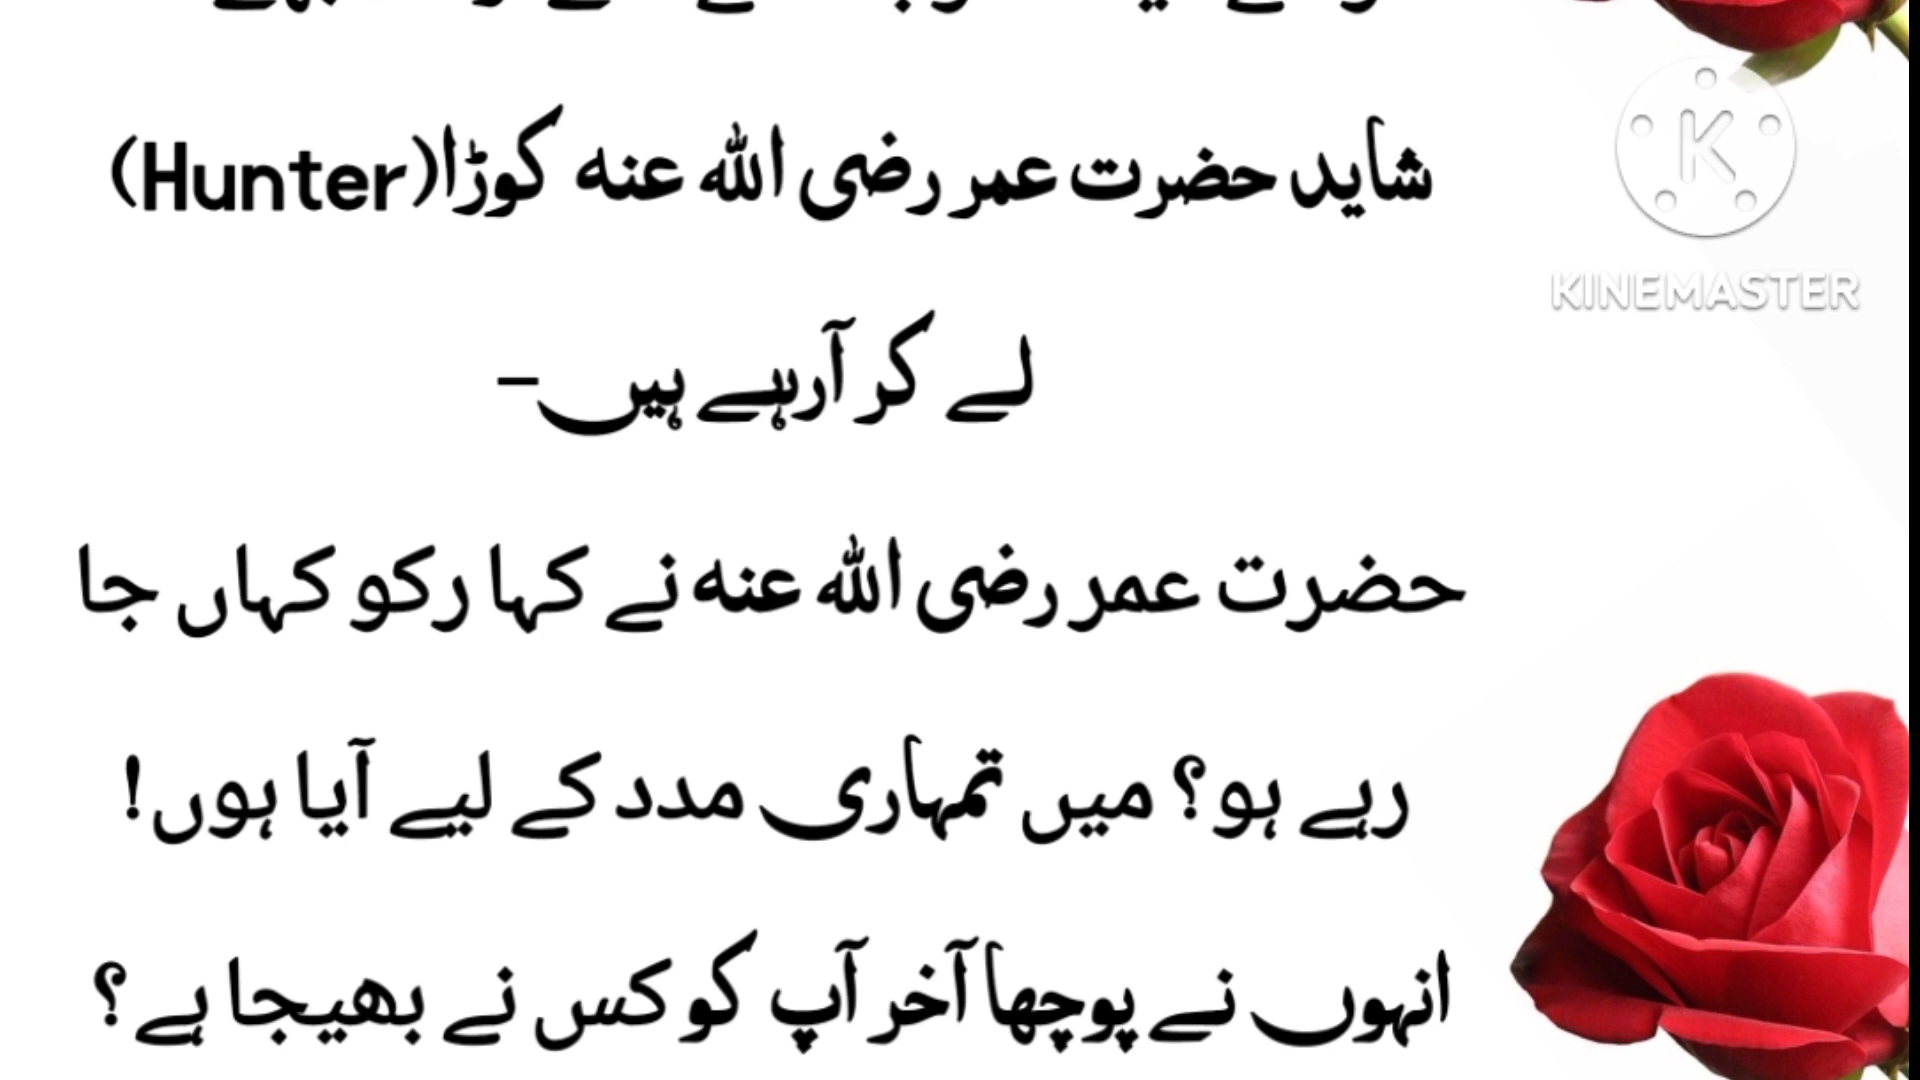 شاید حضرت عمر رضی اللہ عنہ کوڑا(Hunter)
لے کر آرہے ہیں-
حضرت عمر رضی اللہ عنہ نے کہا رکو کہاں جا
رہے ہو؟ میں تمہاری مدد کے لیے آیا ہوں!
انہوں نے پوچھا آخر آپ کو کس نے بھیجا ہے؟
K
KINEMASTER